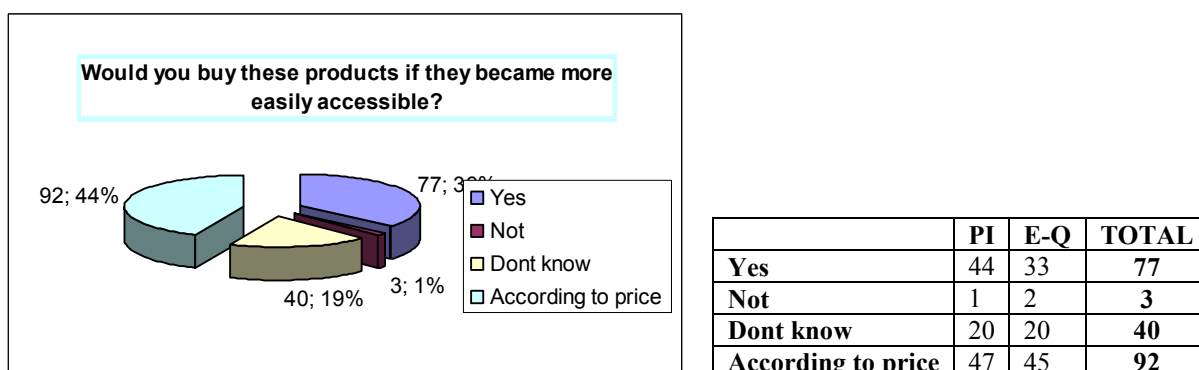 Would you buy these products if they became more
easily accessible?
92; 44%
77;
40; 19%
3; 1%
Yes
Not
Dont know
According to price
PI E-Q TOTAL
Yes 44 33 77
Not 1 2 3
Dont know 20 20 40
According to price 47 45 92